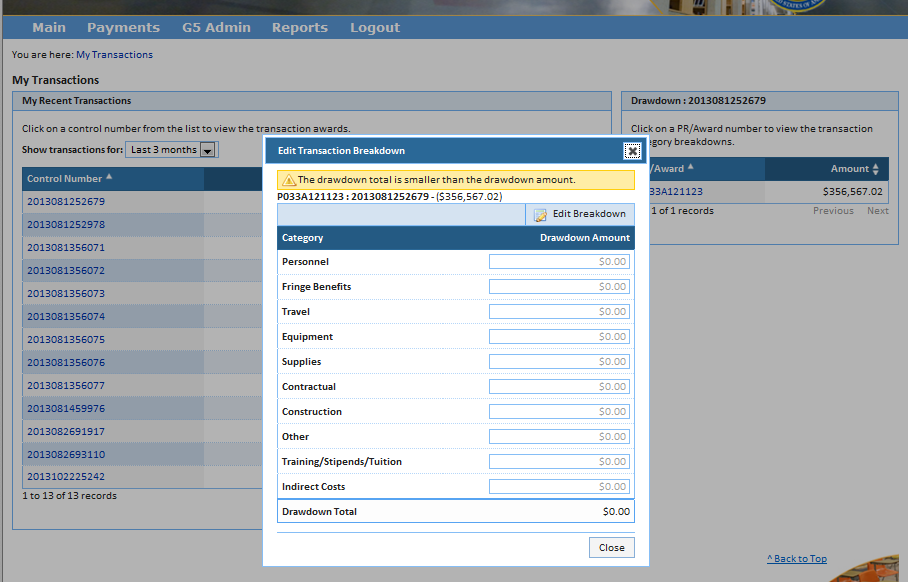 Main Payments G5 Admin Reports Logout
You are here: My Transactions
My Transactions
My Recent Transactions
Click on a control number from the list to view the transaction awards.
Show transactions for: Last 3 months
Control Number
2013081252679
2013081252978
2013081356071
2013081356072
2013081356073
2013081356074
2013081356075
2013081356076
2013081356077
2013081459976
2013082691917
2013082693110
2013102225242
1 to 13 of 13 records
Edit Transaction Breakdown
The drawdown total is smaller than the drawdown amount.
P033A121123 : 2013081252679 - ($356,567.02)
Edit Breakdown
Category Drawdown Amount
Personnel $0.00
Fringe Benefits $0.00
Travel $0.00
Equipment $0.00
Supplies $0.00
Contractual $0.00
Construction $0.00
Other $0.00
Training/Stipends/Tuition $0.00
Indirect Costs $0.00
Drawdown Total $0.00
Close
Drawdown : 2013081252679
Click on a PR/Award number to view the transaction
egory breakdowns.
/Award Amount
33A121123 $356,567.02
1 of 1 records Previous Next
^ Back to Top